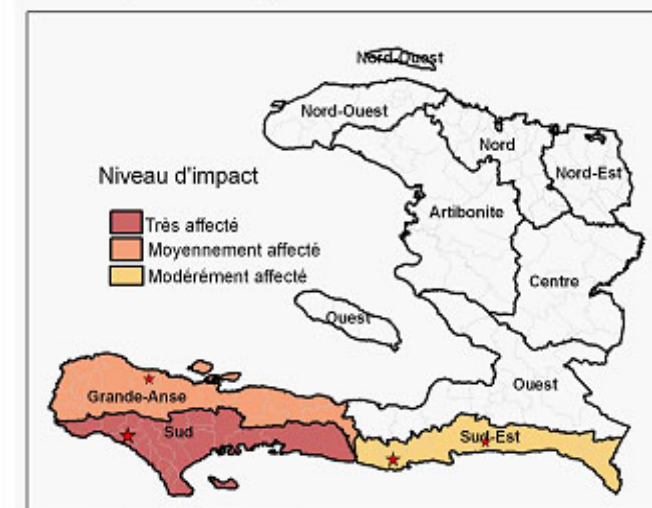 Nord-Ouest
Nord-Ouest
Nord
Nord-Est
Niveau d'impact
Très affecté
Moyennement affecté
Modérément affecté
Artibonite
Centre
Ouest
Ouest
Grande-Anse
Sud
Sud-Est